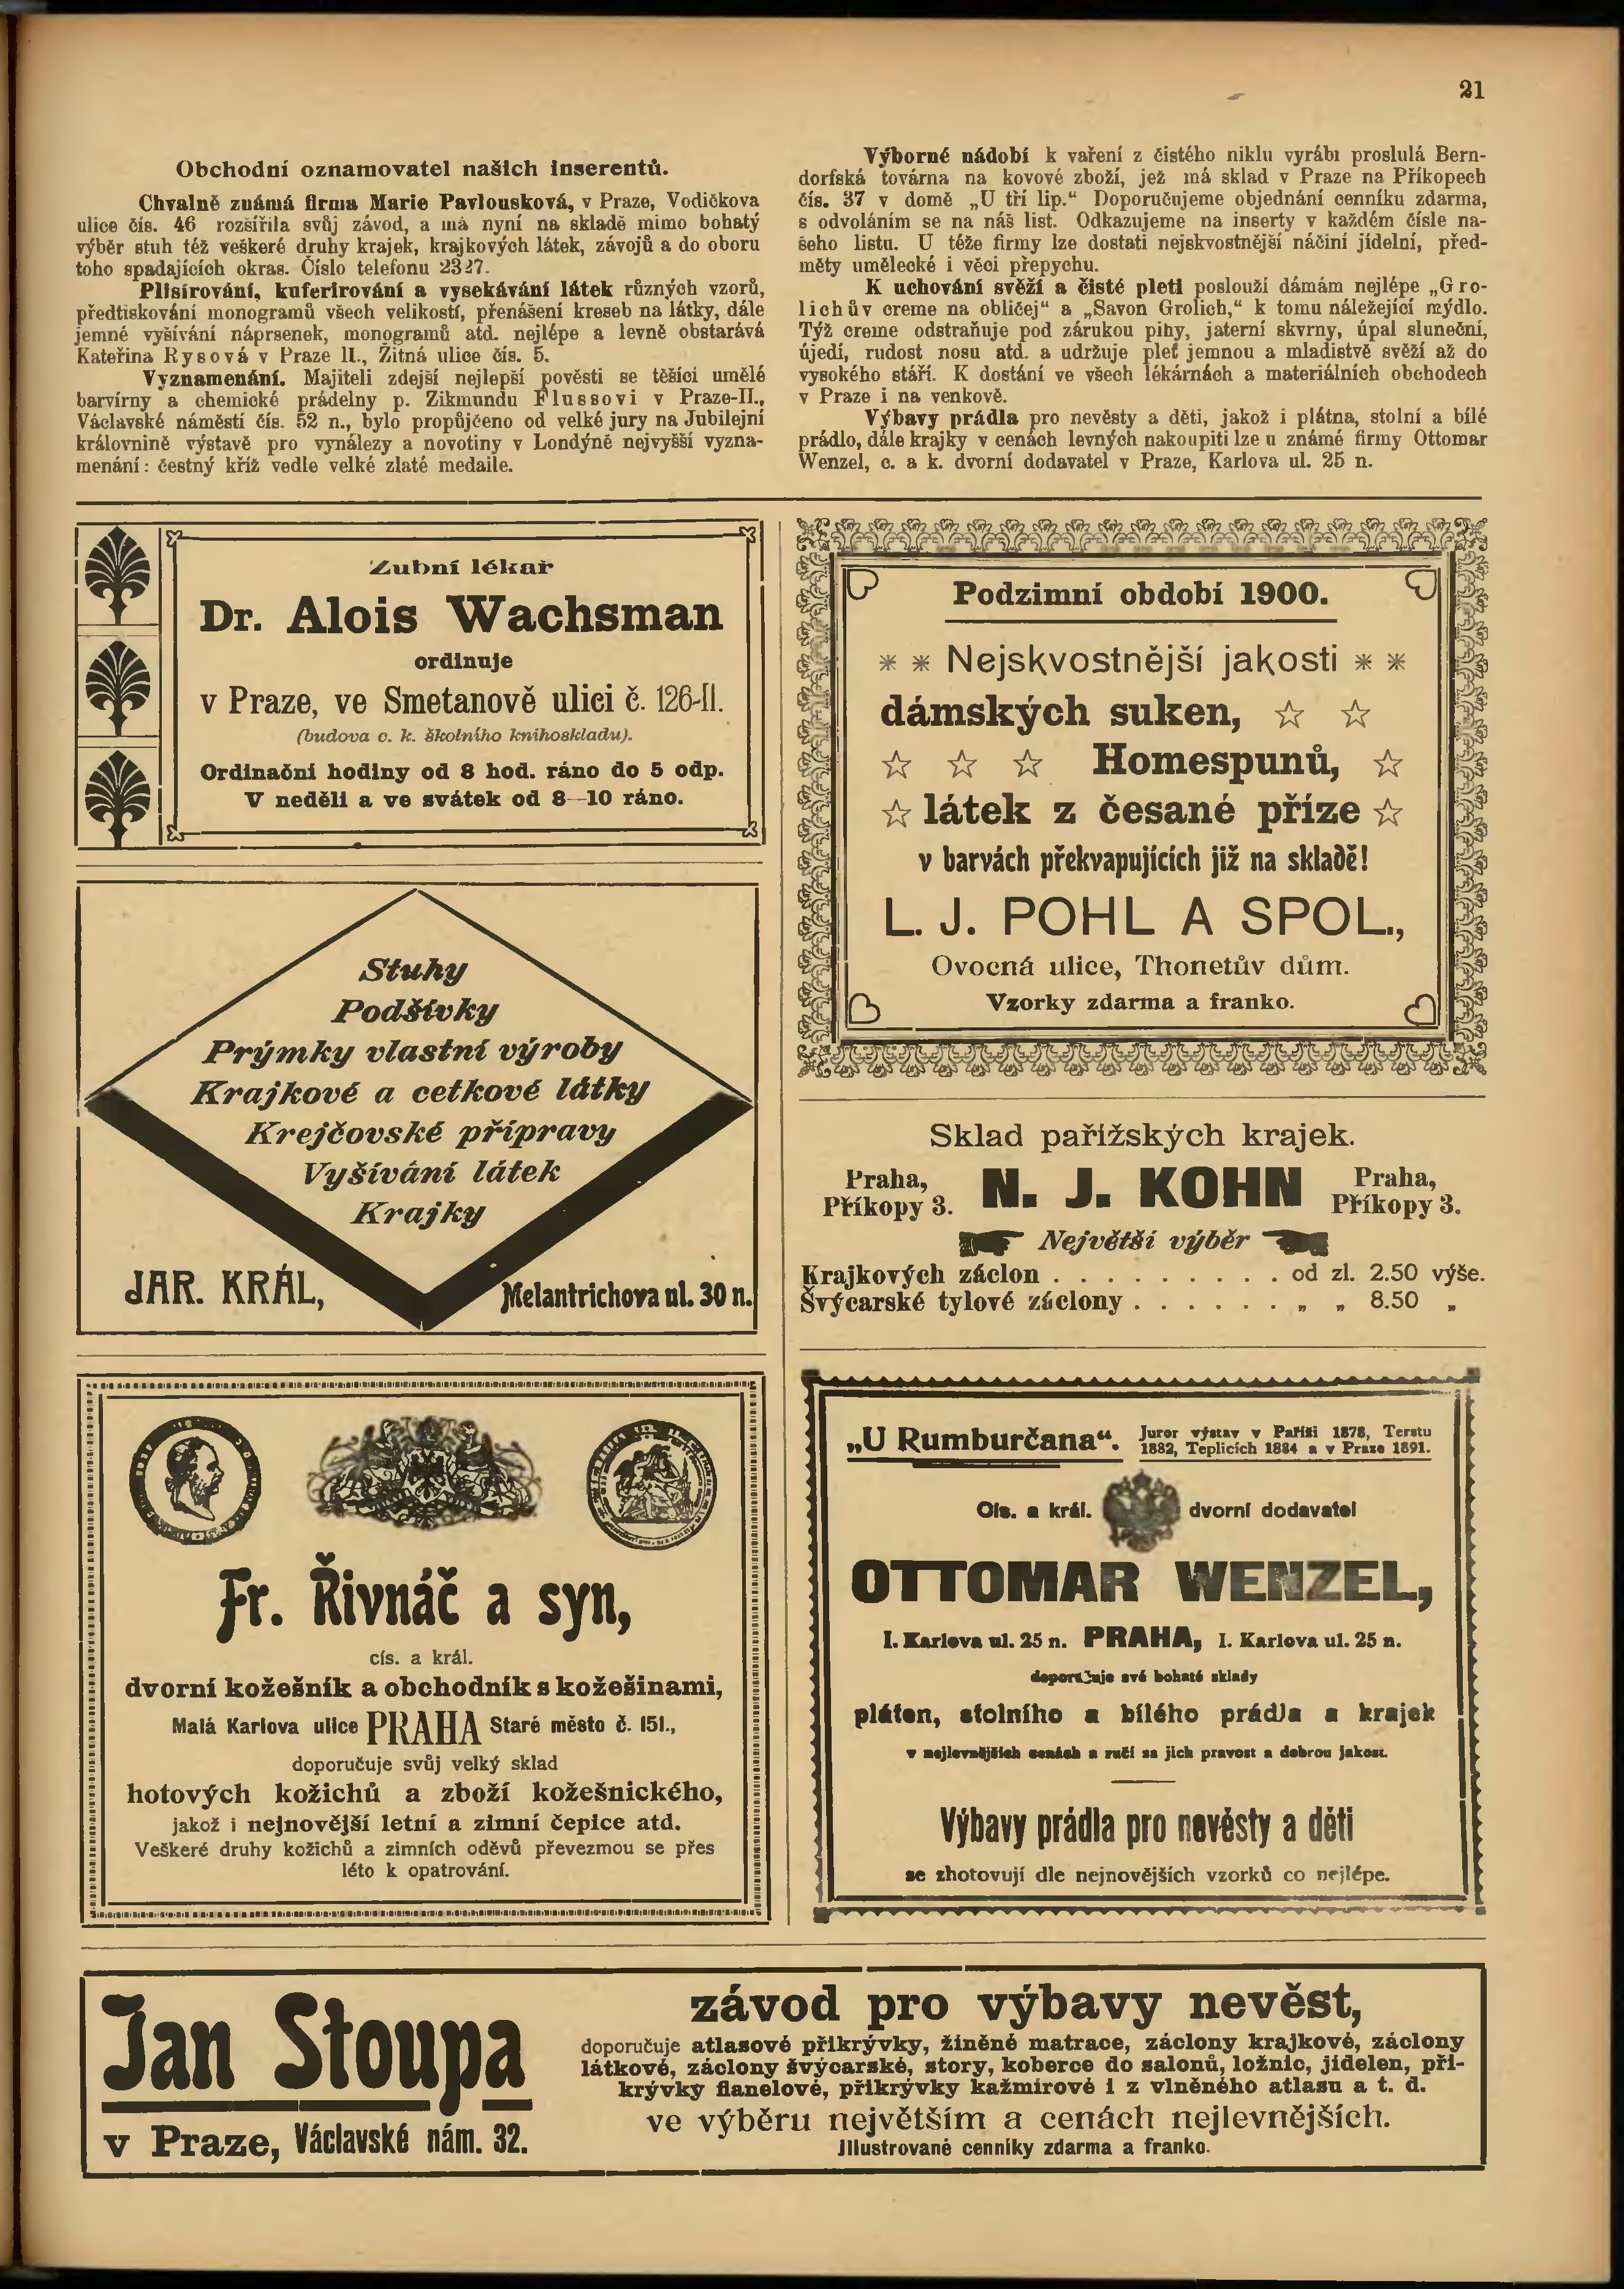 21
Obchodní oznamovatel našich inserentů.
Chvalně známá firma Marie Pavlousková, v Praze, Vodičkova
ulice čís. 46 rozšířila svůj závod, a má nyní na skladě mimo bohatý
výběr stuh též veškeré druhy krajek, krajkových látek, závojů a do oboru
toho spadajících okras. Číslo telefonu 2327.
Plisírování, kuferirování a vysekávání látek různých vzorů,
předtiskování monogramů všech velikostí, přenášení kreseb na látky, dále
jemné vyšívání náprsenek, monogramů atd. nejlépe a levně obstarává
Kateřina Rysová v Praze II., Žitná ulice čís. 5.
Vyznamenání. Majiteli zdejší nejlepší pověsti se těšící umělé
barvírny a chemické prádelny p. Zikmundu Flussovi v Praze-II.,
Václavské náměstí čís. 52 n., bylo propůjčeno od velké jury na Jubilejní
královnině výstavě pro vynálezy a novotiny v Londýně nejvyšší vyzna-
menání: čestný kříž vedle velké zlaté medaile.
Výborné nádobí k vaření z čistého niklu vyrábí proslulá Bern-
dorfská továrna na kovové zboží, jež má sklad v Praze na Příkopech
čís. 37 v domě „U tří lip.“ Doporučujeme objednání cenníku zdarma,
s odvoláním se na náš list. Odkazujeme na inserty v každém čísle na-
šeho listu. U téže firmy lze dostati nejskvostnější náčiní jídelní, před-
měty umělecké i věci přepychu.
K uchování svěží a čisté pleti poslouží dámám nejlépe „Gro-
lichův creme na obličej“ a „Savon Grolich,“ k tomu náležející mýdlo.
Týž creme odstraňuje pod zárukou pihy, jaterní skvrny, úpal sluneční,
újedí, rudost nosu atd. a udržuje pleť jemnou a mladistvě svěží až do
vysokého stáří. K dostání ve všech lékárnách a materiálních obchodech
v Praze i na venkově.
Výbavy prádla pro nevěsty a děti, jakož i plátna, stolní a bílé
prádlo, dále krajky v cenách levných nakoupiti lze u známé firmy Ottomar
Wenzel, c. a k. dvorní dodavatel v Praze, Karlova ul. 25 n.
Zubní lékař
Dr. Alois Wachsman
ordinuje
v Praze, ve Smetanově ulici č. 126-II.
(budova c. k. školního knihoskladu).
Ordinační hodiny od 8 hod. ráno do 5 odp.
V neděli a ve svátek od 8—10 ráno.
Stuhy
Podšívky
Prýmky vlastní výroby
Krajkové a cetkové látky
Krejčovské přípravy
Vyšívání látek
Krajky
JAR. KRÁL,
Melantrichova ul. 30 n.
Fr. Řivnáč a syn,
cís. a král.
dvorní kožešník a obchodník s kožešinami,
Malá Karlova ulice PRAHA Staré město č. 151.,
doporučuje svůj velký sklad
hotových kožichů a zboží kožešnického,
jakož i nejnovější letní a zimní čepice atd.
Veškeré druhy kožichů a zimních oděvů převezmou se přes
léto k opatrování.
Podzimní období 1900.
Nejskvostnější jakosti
dámských suken,
Homespunů,
látek z česané příze
v barvách překvapujících již na skladě!
L. J. POHL A SPOL.,
Ovocná ulice, Thonetův dům.
Vzorky zdarma a franko.
Sklad pařížských krajek.
Praha, Příkopy 3. N. J. KOHN Praha, Příkopy 3.
Největší výběr
Krajkových záclon . . . . . . . . . . od zl. 2.50 výše.
Švýcarské tylové záclony . . . . . . . „ „ 8.50 „
„U Rumburčana“. Juror výstav v Paříži 1878, Terstu
1882, Teplicích 1884 a v Praze 1891.
Cís. a král. dvorní dodavatel
OTTOMAR WENZEL,
I. Karlova ul. 25 n. PRAHA, I. Karlova ul. 25 n.
doporučuje své bohaté sklady
pláten, stolního a bílého prádla a krajek
v nejlevnějších cenách a ručí za jich pravost a dobrou jakost.
Výbavy prádla pro nevěsty a děti
se zhotovují dle nejnovějších vzorků co nejlépe.
Jan Stoupa
v Praze, Václavské nám. 32.
závod pro výbavy nevěst,
doporučuje atlasové přikrývky, žíněné matrace, záclony krajkové, záclony
látkové, záclony švýcarské, story, koberce do salonů, ložnic, jídelen, při-
krývky flanelové, přikrývky kažmírové i z vlněného atlasu a t. d.
ve výběru největším a cenách nejlevnějších.
Illustrované cenníky zdarma a franko.